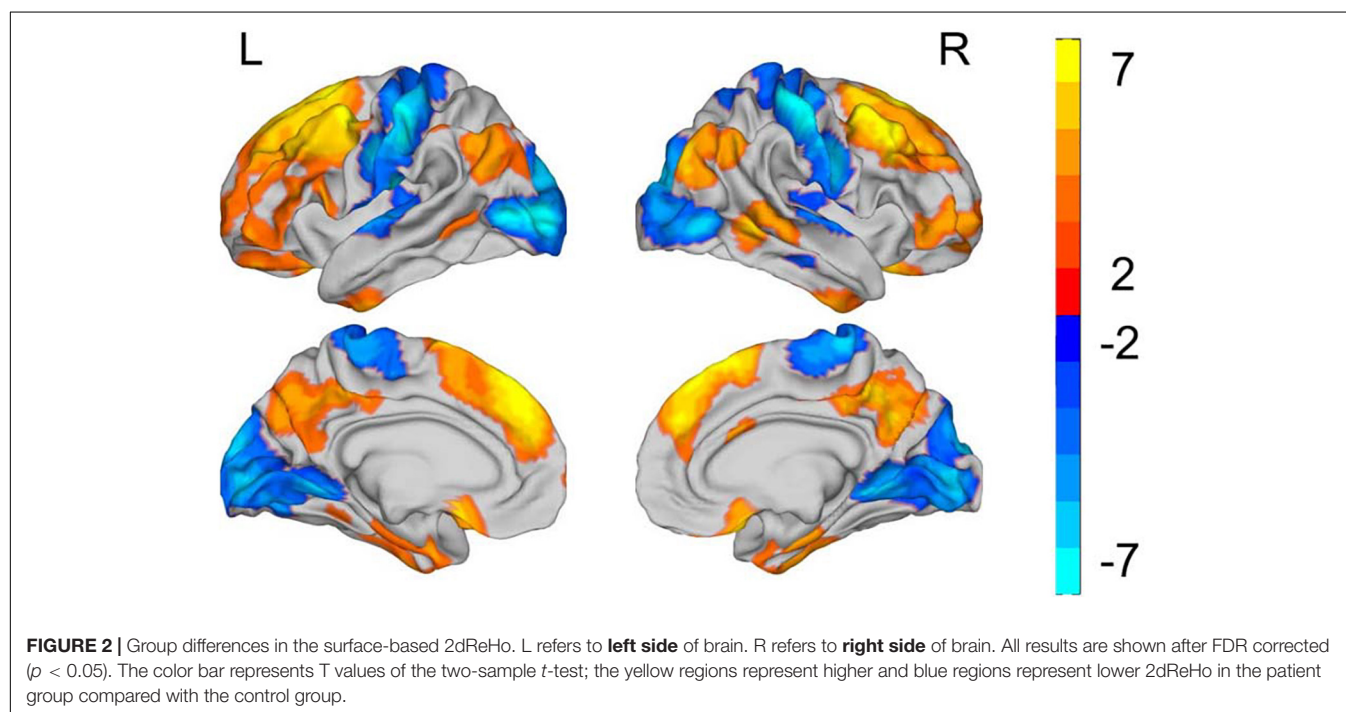 L
R
7
2
-2
-7
FIGURE 2 | Group differences in the surface-based 2dReHo. L refers to left side of brain. R refers to right side of brain. All results are shown after FDR corrected
(p < 0.05). The color bar represents T values of the two-sample t-test; the yellow regions represent higher and blue regions represent lower 2dReHo in the patient
group compared with the control group.